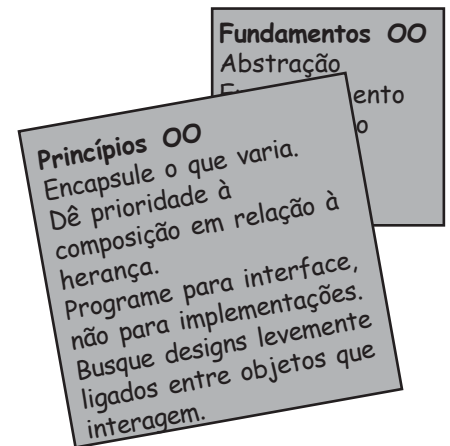 Fundamentos OO
Abstração
ento
o
Princípios OO
Encapsule o que varia.
Dê prioridade à
composição em relação à
herança.
Programe para interface,
não para implementações.
Busque designs levemente
ligados entre objetos que
interagem.